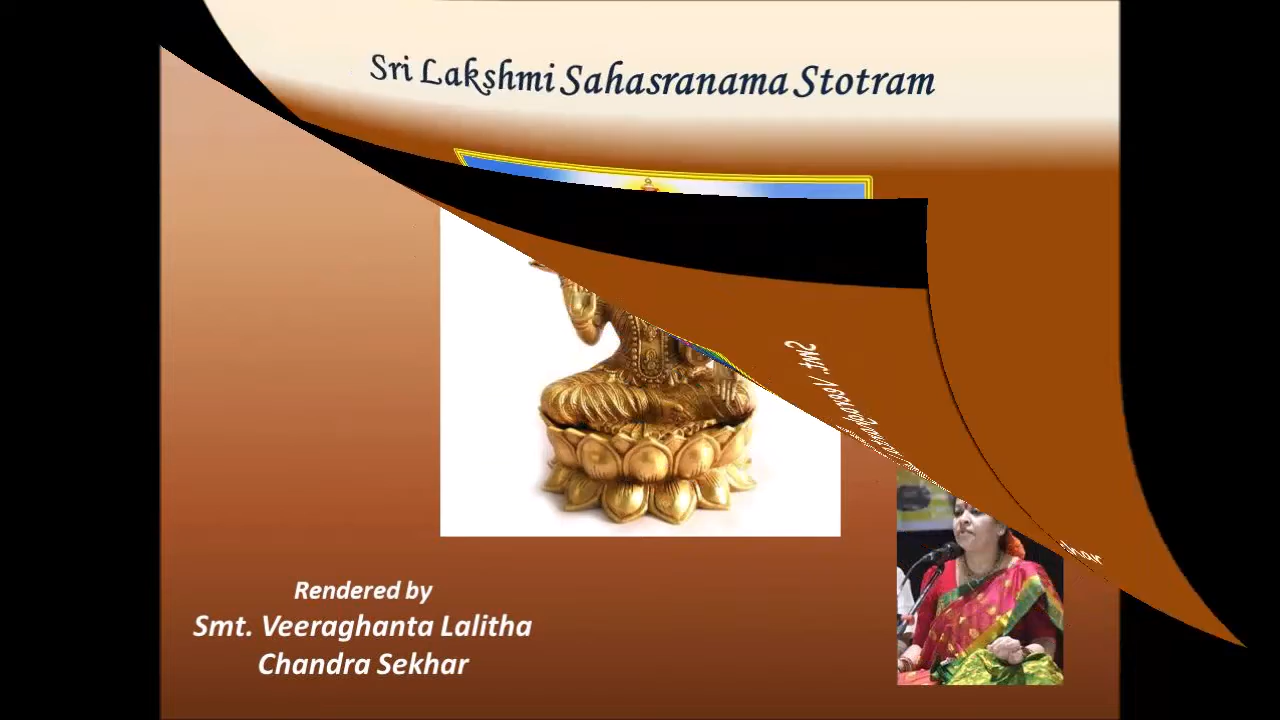 Sri Lakshmi Sahasranama Stotram
Rendered by
Smt. Veeraghanta Lalitha
Chandra Sekhar